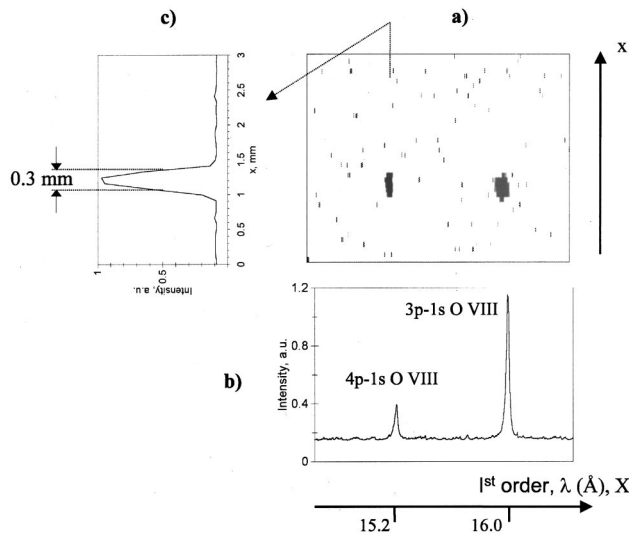 c)
a)
x
3
2.5
2
1.5
1
0.5
0
x, mm
0.3 mm
1
0.5
0
Intensity, a.u.
b)
1.2
0.8
0.4
0
Intensity, a.u.
3p-1s O VIII
4p-1s O VIII
Ist order, λ (Å), X
15.2
16.0